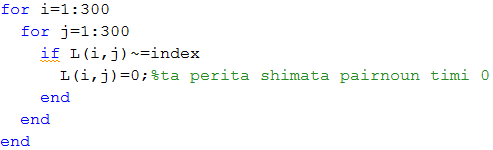 for i=1:300
for j=1:300
if L(i,j)~=index
L(i,j)=0;%ta perita shimata pairnoun timi 0
end
end
end